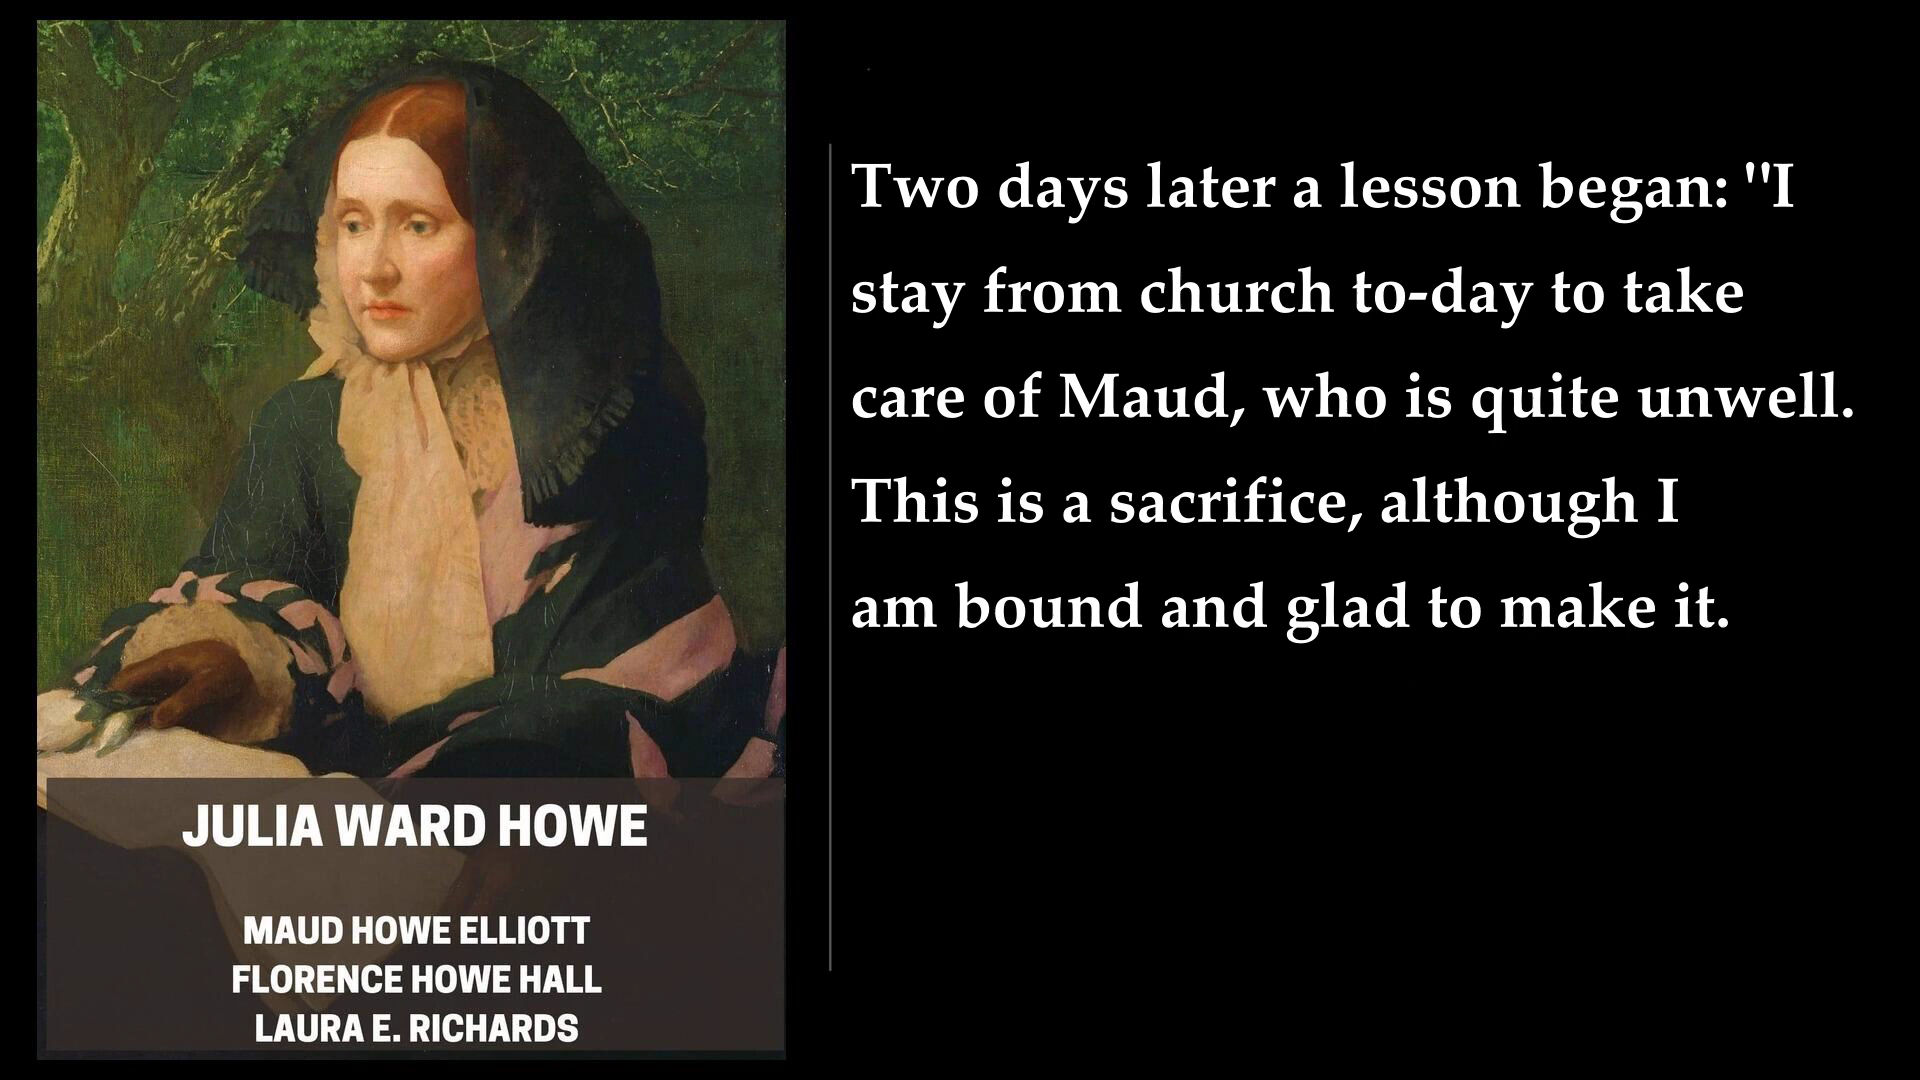 JULIA WARD HOWE
MAUD HOWE ELLIOTT
FLORENCE HOWE HALL
LAURA E. RICHARDS
Two days later a lesson began: "I
stay from church to-day to take
care of Maud, who is quite unwell.
This is a sacrifice, although I
am bound and glad to make it.